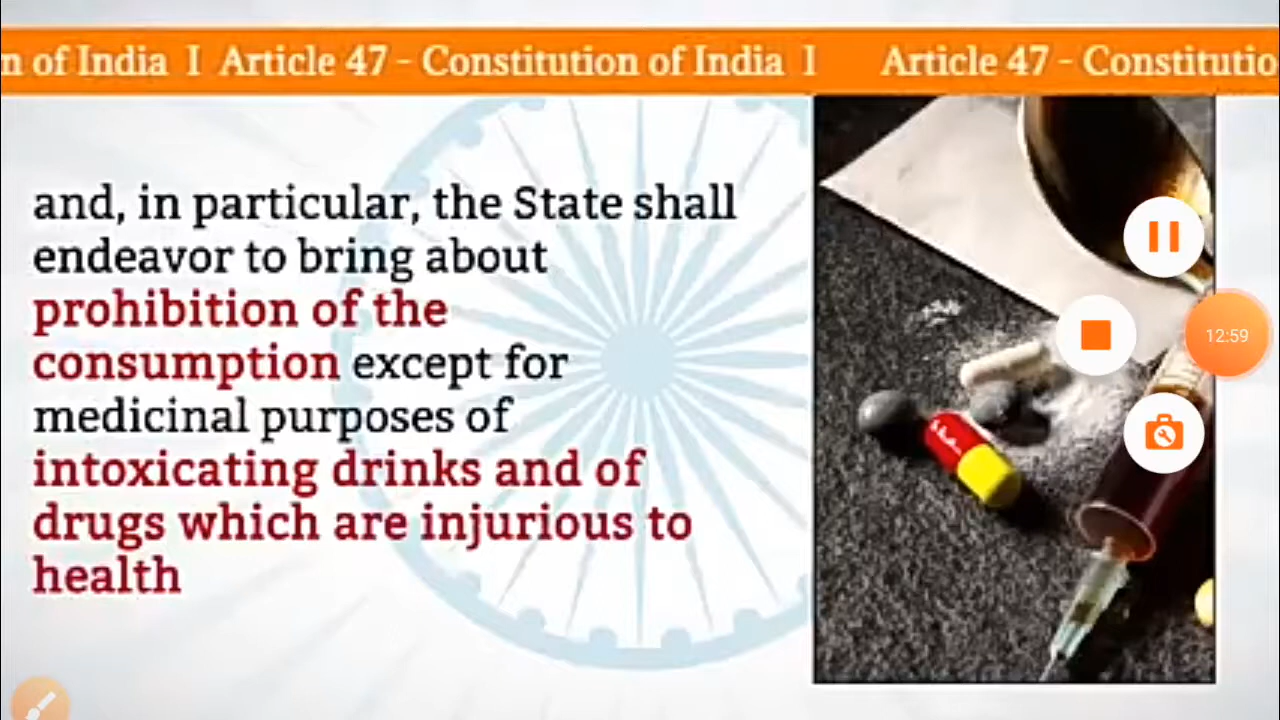 n of India I Article 47 - Constitution of India I Article 47 - Constitutio
and, in particular, the State shall
endeavor to bring about
prohibition of the
consumption except for
medicinal purposes of
intoxicating drinks and of
drugs which are injurious to
health
12:59